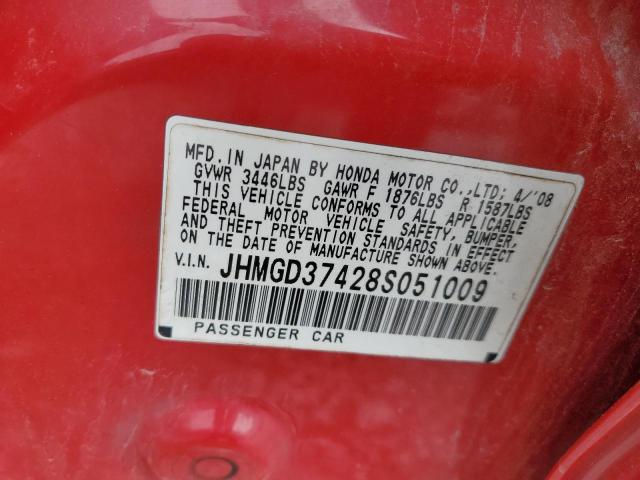 MFD.IN JAPAN BY HONDA MOTOR CO.,LTD; 4/'08
GVWR 3446LBS GAWR F 1876LBS R 1587LBS
THIS VEHICLE CONFORMS TO ALL APPLICABLE
FEDERAL MOTOR VEHICLE SAFETY, BUMPER,
AND THEFT PREVENTION STANDARDS IN EFFECT
ON THE DATE OF MANUFACTURE SHOWN ABOVE.
V.I.N. JHMGD37428S051009
PASSENGER CAR